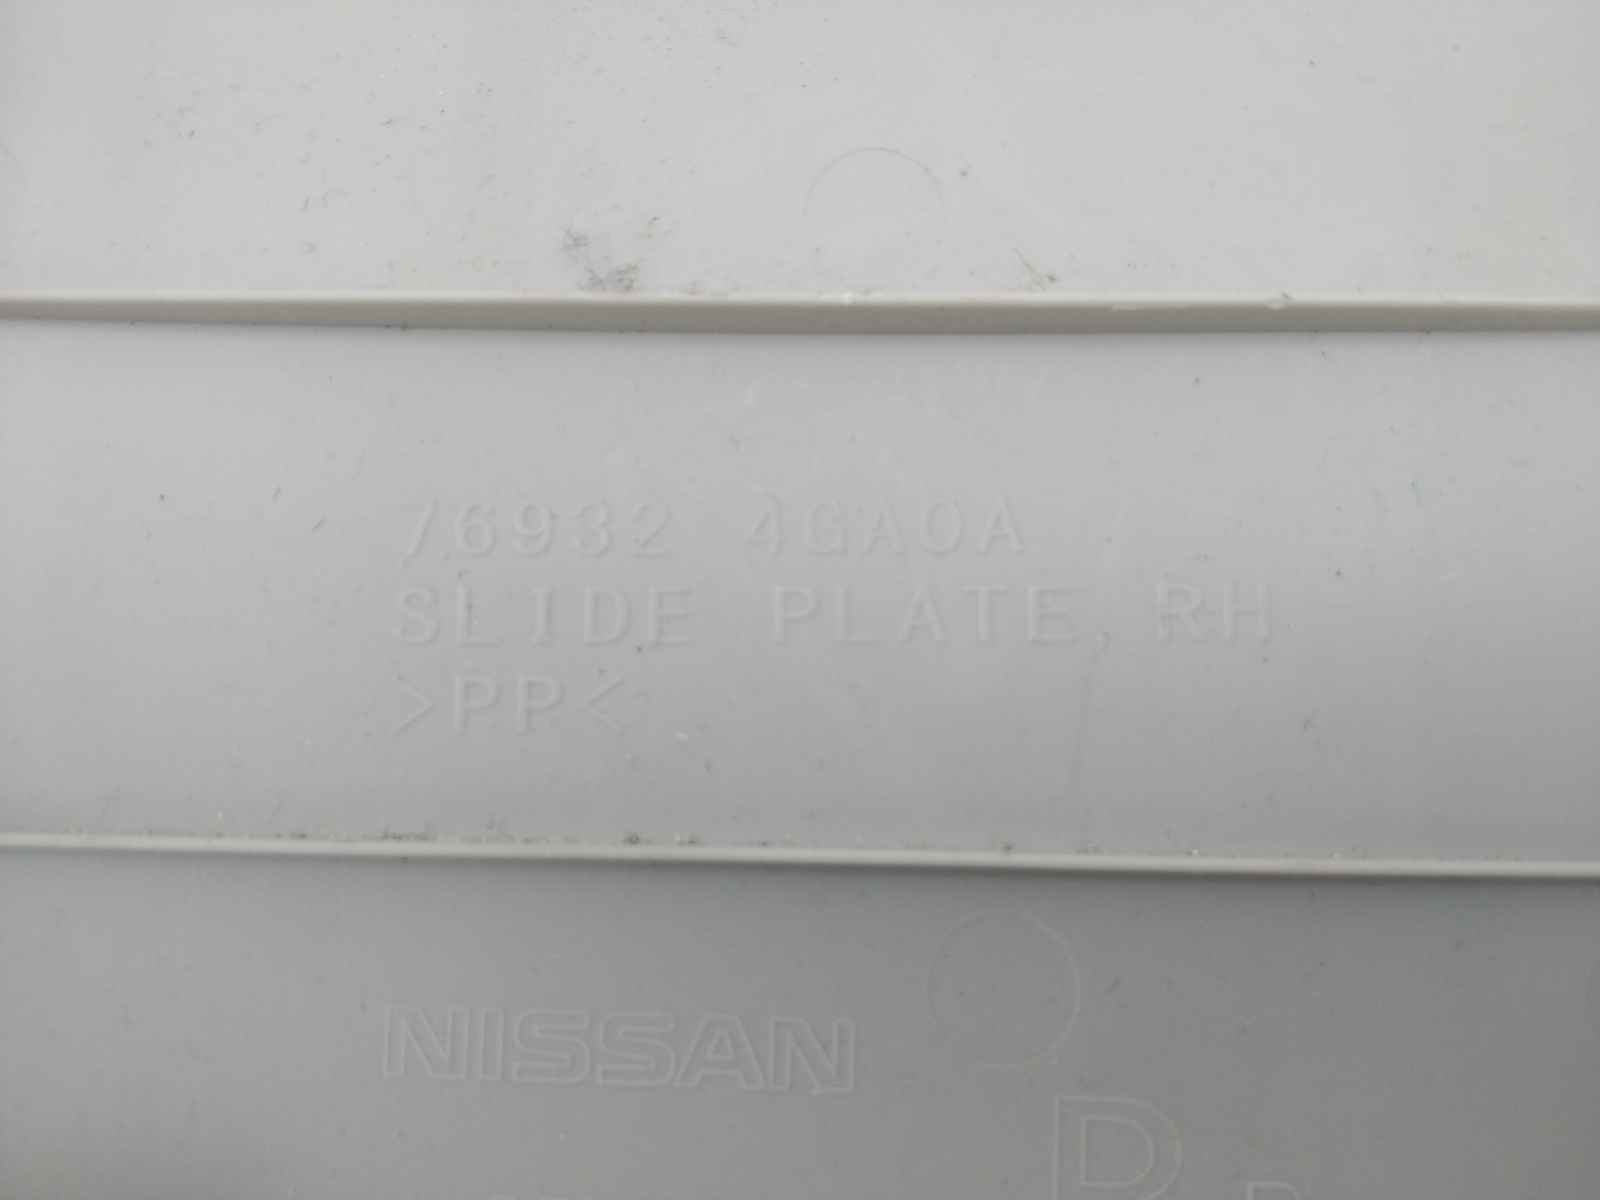 76932 4GA0A
SLIDE PLATE,RH
>PP<
NISSAN
D